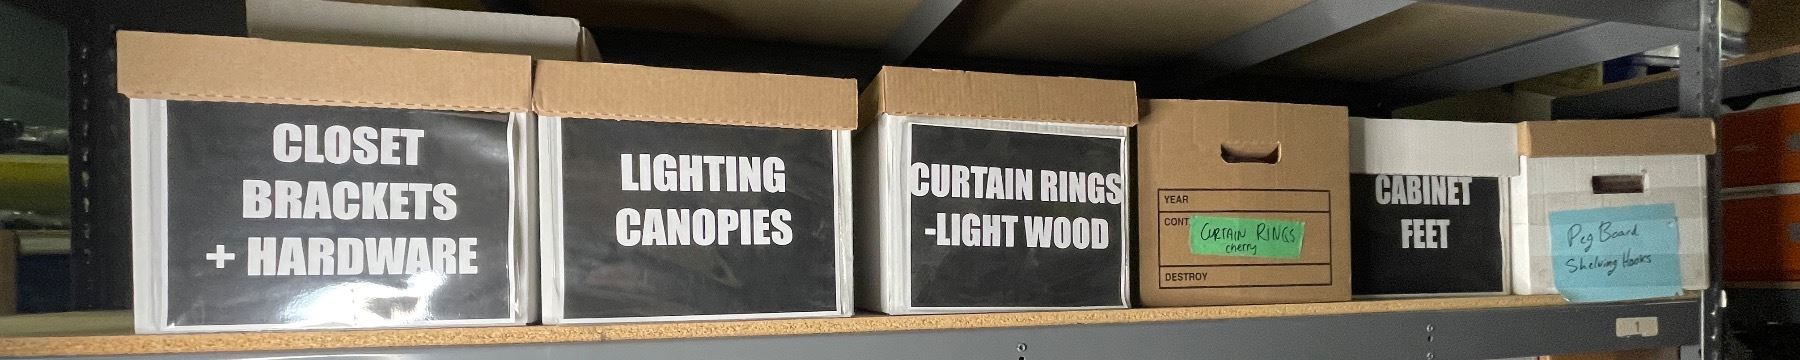 CLOSET
BRACKETS
+ HARDWARE
LIGHTING
CANOPIES
CURTAIN RINGS
-LIGHT WOOD
YEAR
CONT
CURTAIN RINGS
cherry
DESTROY
CABINET
FEET
Peg Board
Shelving Hooks
1